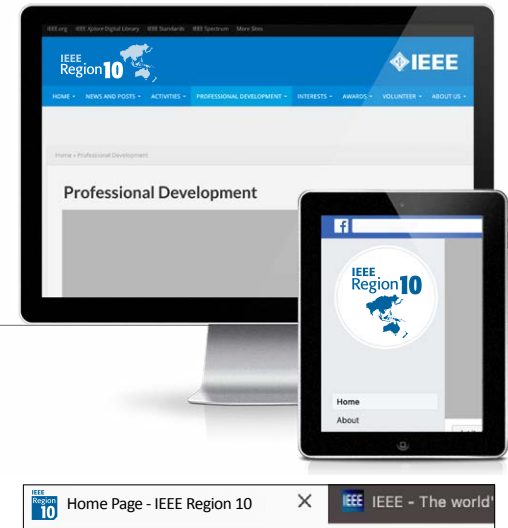 IEEE.org IEEE Xplore Digital Library IEEE Standards IEEE Spectrum More Sites
IEEE
Region 10
IEEE
HOME NEWS AND POSTS ACTIVITIES PROFESSIONAL DEVELOPMENT INTERESTS AWARDS VOLUNTEER ABOUT US
Home » Professional Development
Professional Development
f
IEEE
Region 10
Home
About
IEEE
Region
10
Home Page - IEEE Region 10 X
IEEE IEEE - The world'